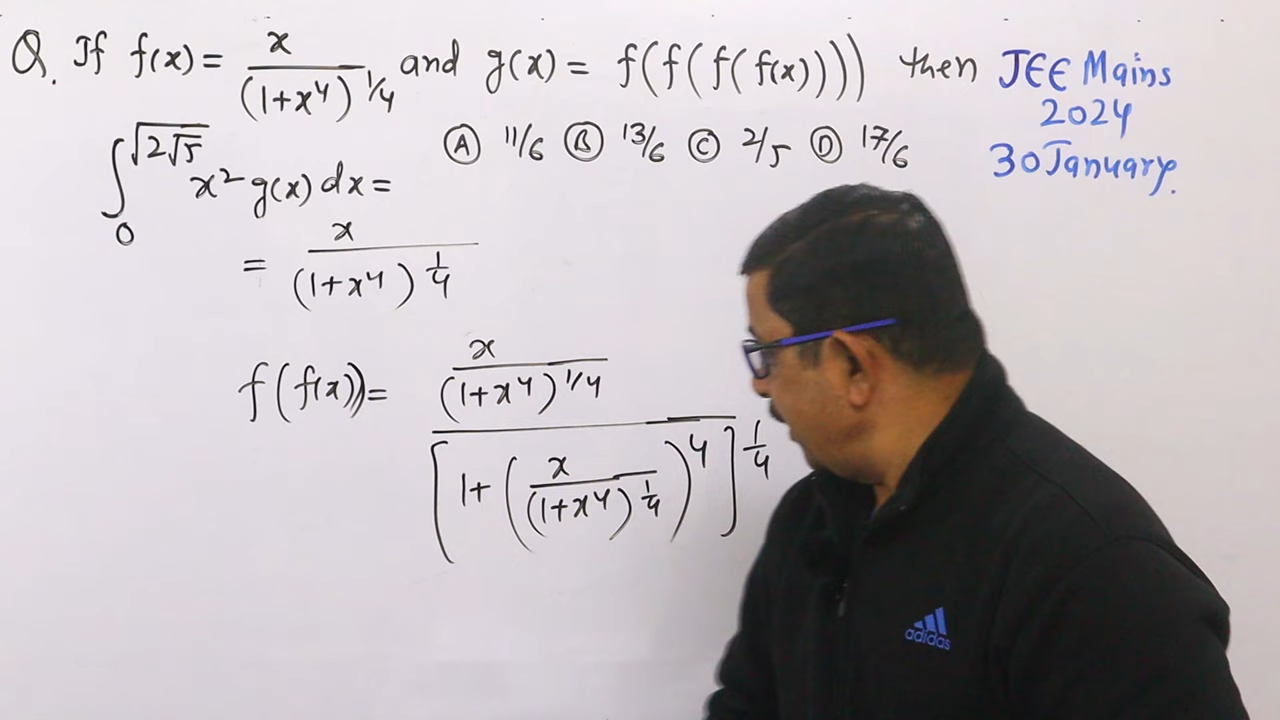 Q. If f(x) = x/(1+x⁴)^1/4 and g(x) = f(f(f(f(x)))) then JEE Mains
2024
30 January.
∫₀^√(2√5) x² g(x) dx =
Ⓐ 11/6 Ⓑ 13/6 Ⓒ 2/5 Ⓓ 17/6
= x/(1+x⁴)^1/4
f(f(x)) = (x/(1+x⁴)^1/4)/[1+(x/(1+x⁴)^1/4)⁴]^1/4
adidas